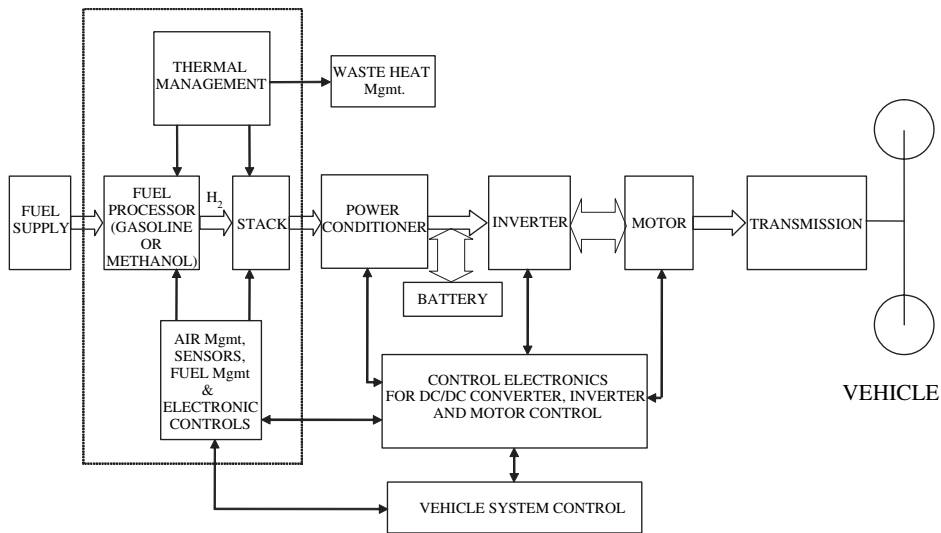 THERMAL
MANAGEMENT
WASTE HEAT
Mgmt.
FUEL
SUPPLY
FUEL
PROCESSOR
(GASOLINE
OR
METHANOL)
H2
STACK
POWER
CONDITIONER
INVERTER
MOTOR
TRANSMISSION
BATTERY
AIR Mgmt,
SENSORS,
FUEL Mgmt
&
ELECTRONIC
CONTROLS
CONTROL ELECTRONICS
FOR DC/DC CONVERTER, INVERTER
AND MOTOR CONTROL
VEHICLE
VEHICLE SYSTEM CONTROL